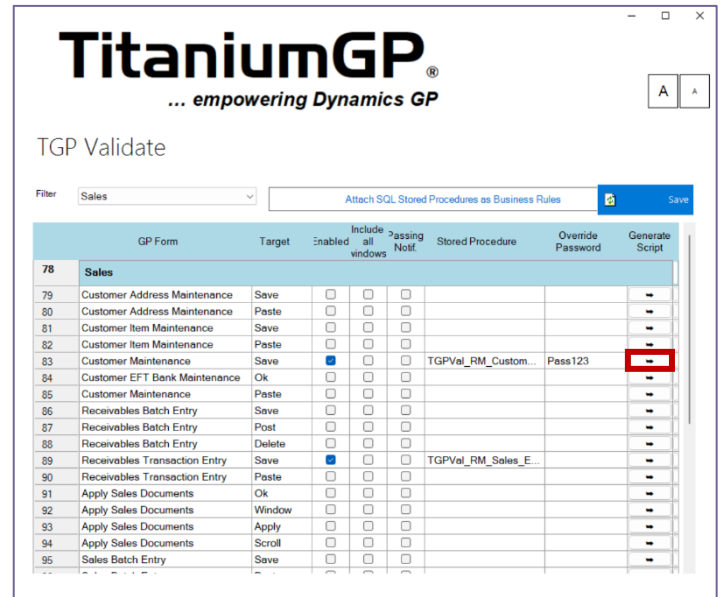 TitaniumGP®
... empowering Dynamics GP
A A
TGP Validate
Filter Sales Attach SQL Stored Procedures as Business Rules Save
GP Form Target Enabled Include all windows Passing Notif. Stored Procedure Override Password Generate Script
78 Sales
79 Customer Address Maintenance Save
80 Customer Address Maintenance Paste
81 Customer Item Maintenance Save
82 Customer Item Maintenance Paste
83 Customer Maintenance Save TGPVal_RM_Custom... Pass123
84 Customer EFT Bank Maintenance Ok
85 Customer Maintenance Paste
86 Receivables Batch Entry Save
87 Receivables Batch Entry Post
88 Receivables Batch Entry Delete
89 Receivables Transaction Entry Save TGPVal_RM_Sales_E...
90 Receivables Transaction Entry Paste
91 Apply Sales Documents Ok
92 Apply Sales Documents Window
93 Apply Sales Documents Apply
94 Apply Sales Documents Scroll
95 Sales Batch Entry Save